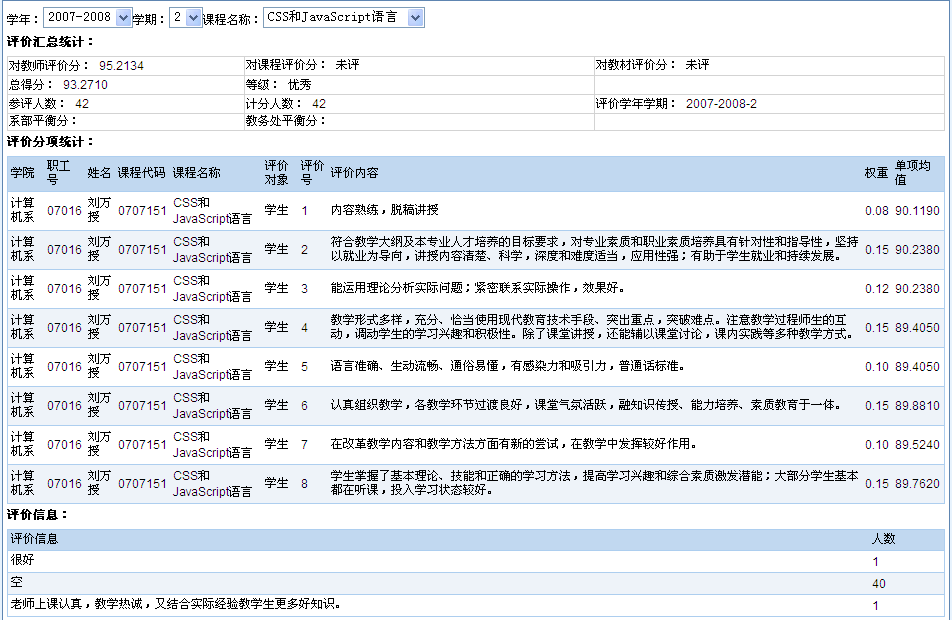 学年： 2007-2008 学期： 2 课程名称： CSS和JavaScript语言
评价汇总统计：
对教师评价分： 95.2134 对课程评价分： 未评 对教材评价分： 未评
总得分： 93.2710 等级： 优秀
参评人数： 42 计分人数： 42 评价学年学期： 2007-2008-2
系部平衡分： 教务处平衡分：
评价分项统计：
学院 职工号 姓名 课程代码 课程名称 评价对象 评价号 评价内容 权重 单项均值
计算机系 07016 刘万授 0707151 CSS和JavaScript语言 学生 1 内容熟练，脱稿讲授 0.08 90.1190
计算机系 07016 刘万授 0707151 CSS和JavaScript语言 学生 2 符合教学大纲及本专业人才培养的目标要求，对专业素质和职业素质培养具有针对性和指导性，坚持以就业为导向，讲授内容清楚、科学，深度和难度适当，应用性强；有助于学生就业和持续发展。 0.15 90.2380
计算机系 07016 刘万授 0707151 CSS和JavaScript语言 学生 3 能运用理论分析实际问题；紧密联系实际操作，效果好。 0.12 90.2380
计算机系 07016 刘万授 0707151 CSS和JavaScript语言 学生 4 教学形式多样，充分、恰当使用现代教育技术手段、突出重点，突破难点。注意教学过程师生的互动，调动学生的学习兴趣和积极性。除了课堂讲授，还能辅以课堂讨论，课内实践等多种教学方式。 0.15 89.4050
计算机系 07016 刘万授 0707151 CSS和JavaScript语言 学生 5 语言准确、生动流畅、通俗易懂，有感染力和吸引力，普通话标准。 0.10 89.4050
计算机系 07016 刘万授 0707151 CSS和JavaScript语言 学生 6 认真组织教学，各教学环节过渡良好，课堂气氛活跃，融知识传授、能力培养、素质教育于一体。 0.15 89.8810
计算机系 07016 刘万授 0707151 CSS和JavaScript语言 学生 7 在改革教学内容和教学方法方面有新的尝试，在教学中发挥较好作用。 0.10 89.5240
计算机系 07016 刘万授 0707151 CSS和JavaScript语言 学生 8 学生掌握了基本理论、技能和正确的学习方法，提高学习兴趣和综合素质激发潜能；大部分学生基本都在听课，投入学习状态较好。 0.15 89.7620
评价信息：
评价信息 人数
很好 1
空 40
老师上课认真，教学热诚，又结合实际经验教学生更多好知识。 1